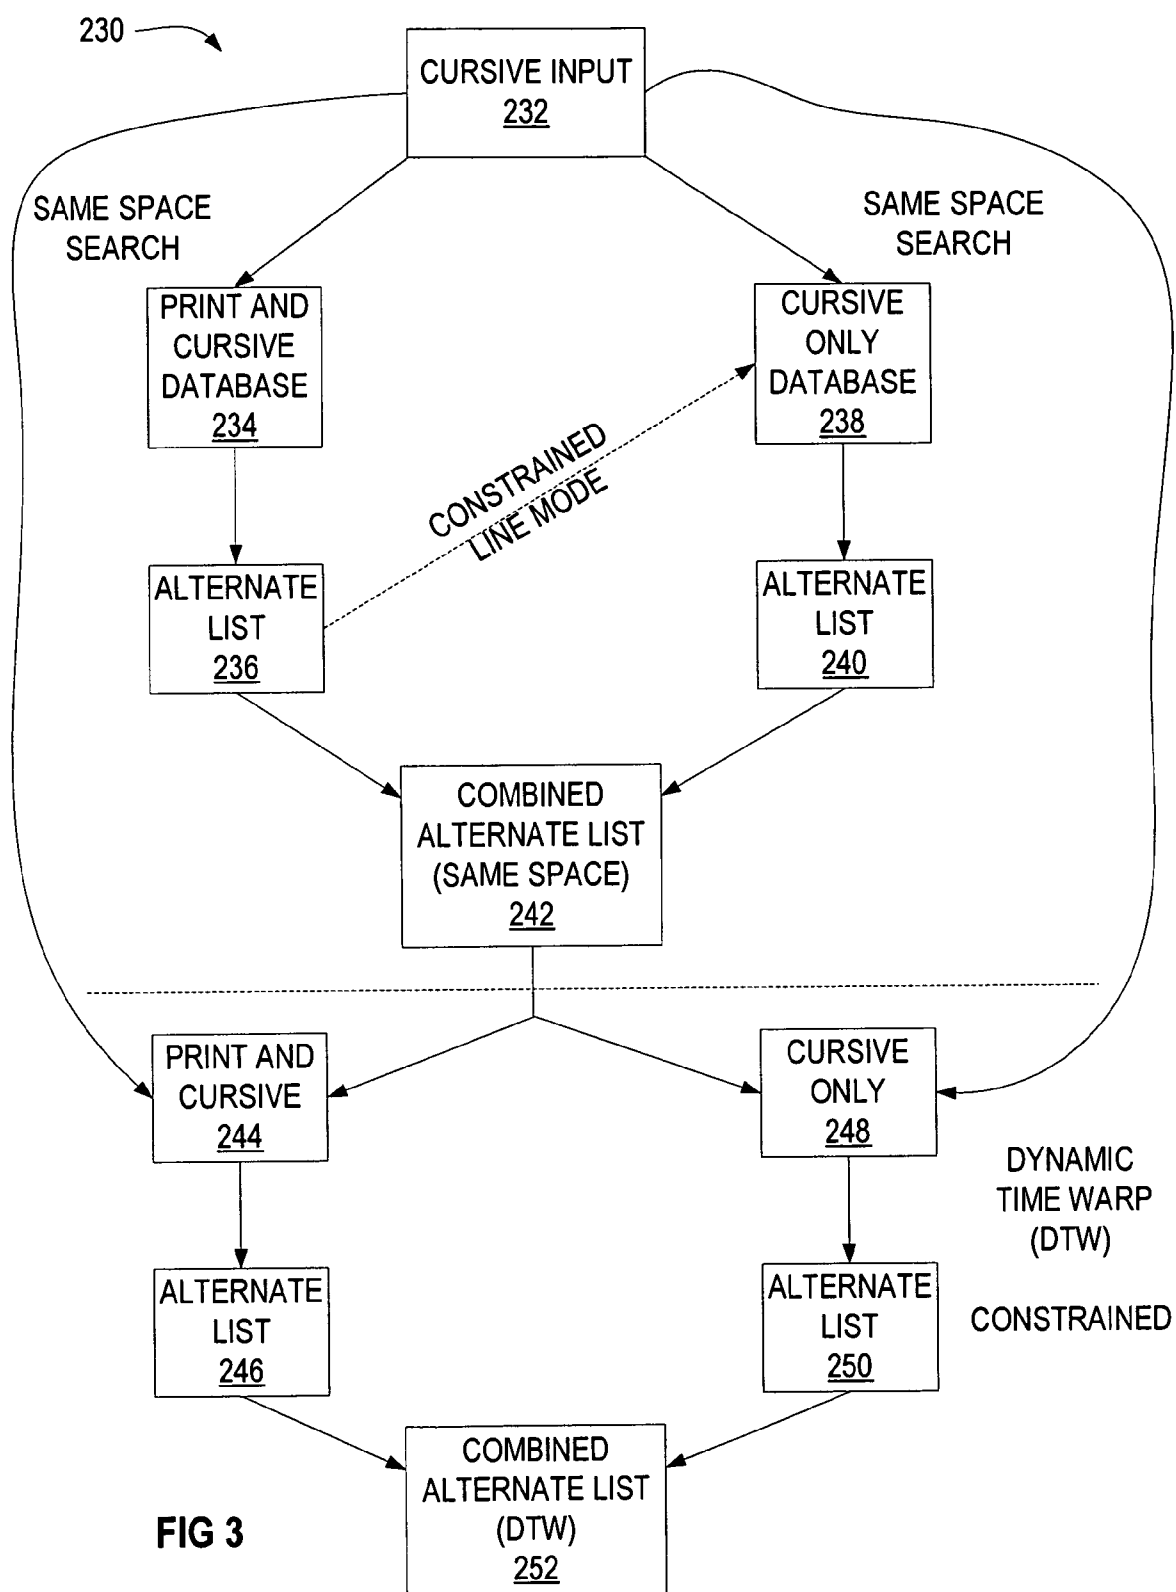 230
CURSIVE INPUT
232
SAME SPACE
SEARCH
SAME SPACE
SEARCH
PRINT AND
CURSIVE
DATABASE
234
CURSIVE
ONLY
DATABASE
238
CONSTRAINED
LINE MODE
ALTERNATE
LIST
236
ALTERNATE
LIST
240
COMBINED
ALTERNATE LIST
(SAME SPACE)
242
PRINT AND
CURSIVE
244
CURSIVE
ONLY
248
DYNAMIC
TIME WARP
(DTW)
ALTERNATE
LIST
246
ALTERNATE
LIST
250
CONSTRAINED
COMBINED
ALTERNATE LIST
(DTW)
252
FIG 3